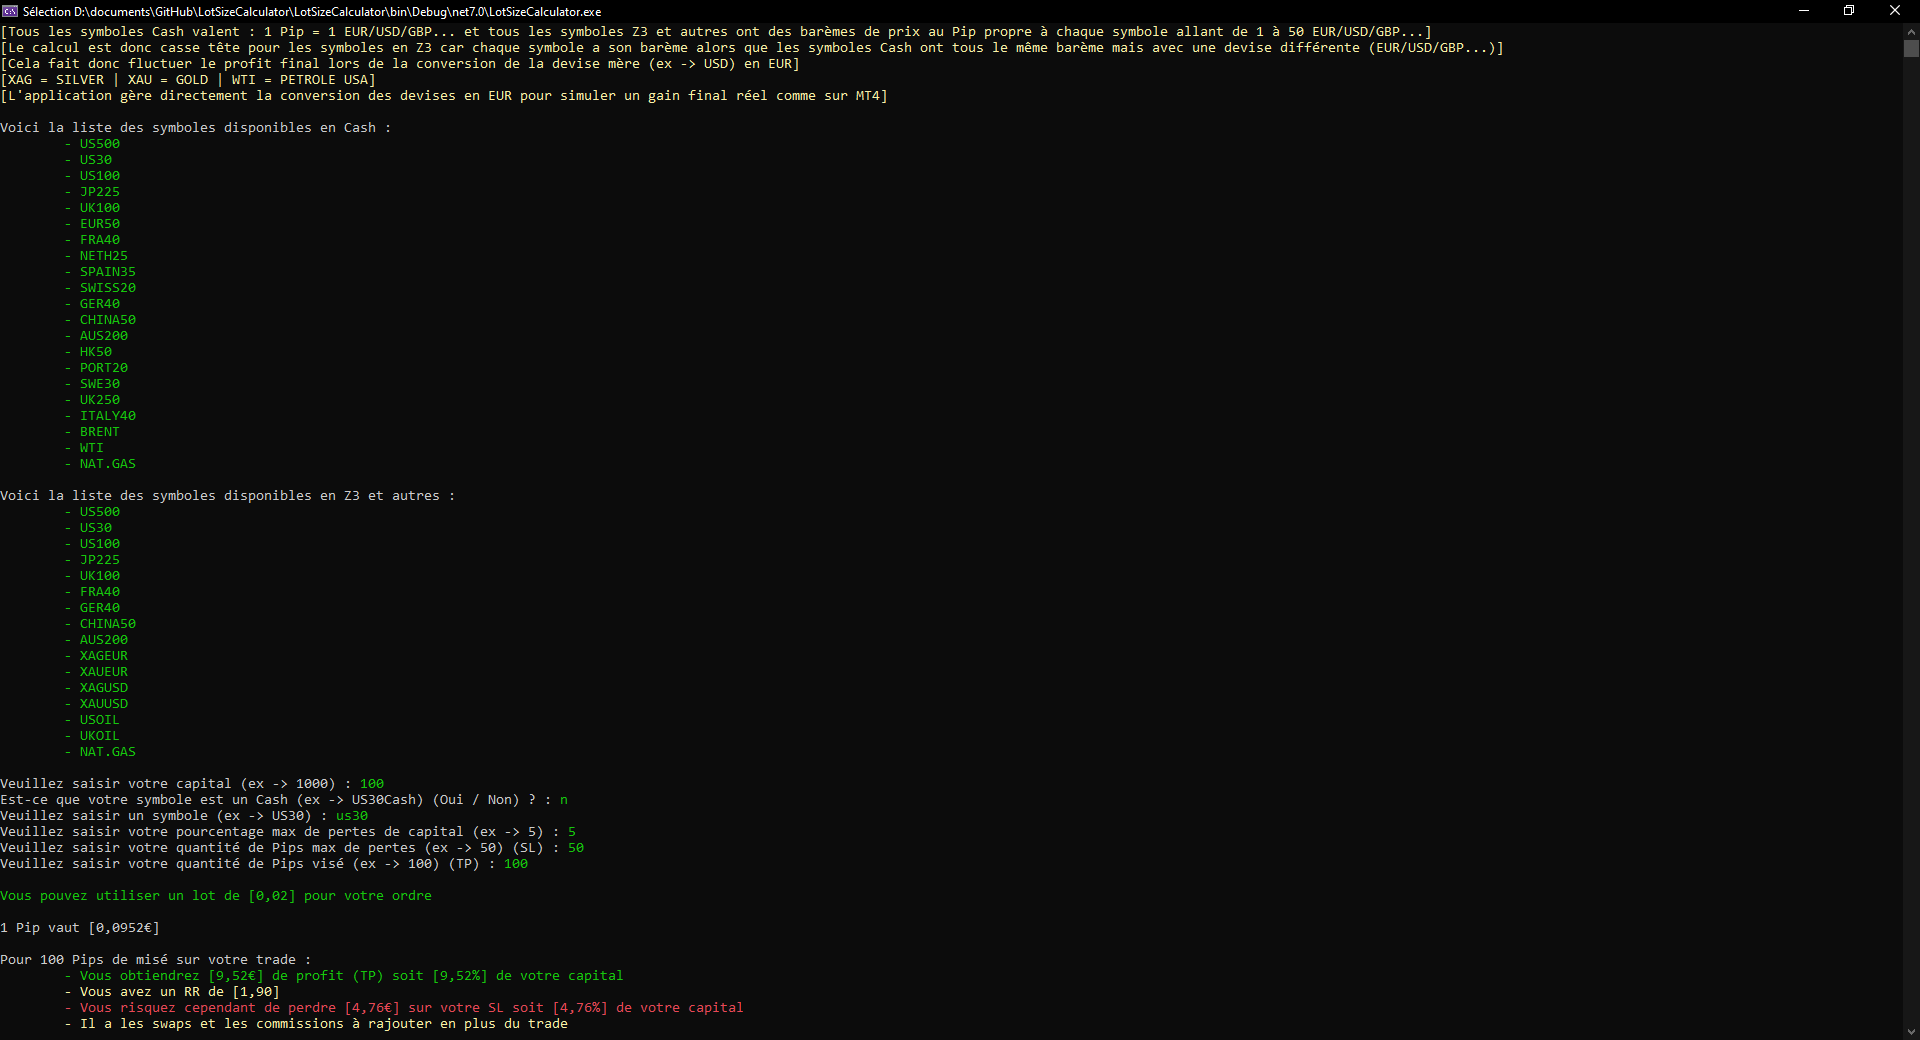 Sélection D:\documents\GitHub\LotSizeCalculator\LotSizeCalculator\bin\Debug\net7.0\LotSizeCalculator.exe
[Tous les symboles Cash valent : 1 Pip = 1 EUR/USD/GBP... et tous les symboles Z3 et autres ont des barèmes de prix au Pip propre à chaque symbole allant de 1 à 50 EUR/USD/GBP...]
[Le calcul est donc casse tête pour les symboles en Z3 car chaque symbole a son barème alors que les symboles Cash ont tous le même barème mais avec une devise différente (EUR/USD/GBP...)]
[Cela fait donc fluctuer le profit final lors de la conversion de la devise mère (ex -> USD) en EUR]
[XAG = SILVER | XAU = GOLD | WTI = PETROLE USA]
[L'application gère directement la conversion des devises en EUR pour simuler un gain final réel comme sur MT4]
Voici la liste des symboles disponibles en Cash :
- US500
- US30
- US100
- JP225
- UK100
- EUR50
- FRA40
- NETH25
- SPAIN35
- SWISS20
- GER40
- CHINA50
- AUS200
- HK50
- PORT20
- SWE30
- UK250
- ITALY40
- BRENT
- WTI
- NAT.GAS
Voici la liste des symboles disponibles en Z3 et autres :
- US500
- US30
- US100
- JP225
- UK100
- FRA40
- GER40
- CHINA50
- AUS200
- XAGEUR
- XAUEUR
- XAGUSD
- XAUUSD
- USOIL
- UKOIL
- NAT.GAS
Veuillez saisir votre capital (ex -> 1000) : 100
Est-ce que votre symbole est un Cash (ex -> US30Cash) (Oui / Non) ? : n
Veuillez saisir un symbole (ex -> US30) : us30
Veuillez saisir votre pourcentage max de pertes de capital (ex -> 5) : 5
Veuillez saisir votre quantité de Pips max de pertes (ex -> 50) (SL) : 50
Veuillez saisir votre quantité de Pips visé (ex -> 100) (TP) : 100
Vous pouvez utiliser un lot de [0,02] pour votre ordre
1 Pip vaut [0,0952€]
Pour 100 Pips de misé sur votre trade :
- Vous obtiendrez [9,52€] de profit (TP) soit [9,52%] de votre capital
- Vous avez un RR de [1,90]
- Vous risquez cependant de perdre [4,76€] sur votre SL soit [4,76%] de votre capital
- Il a les swaps et les commissions à rajouter en plus du trade